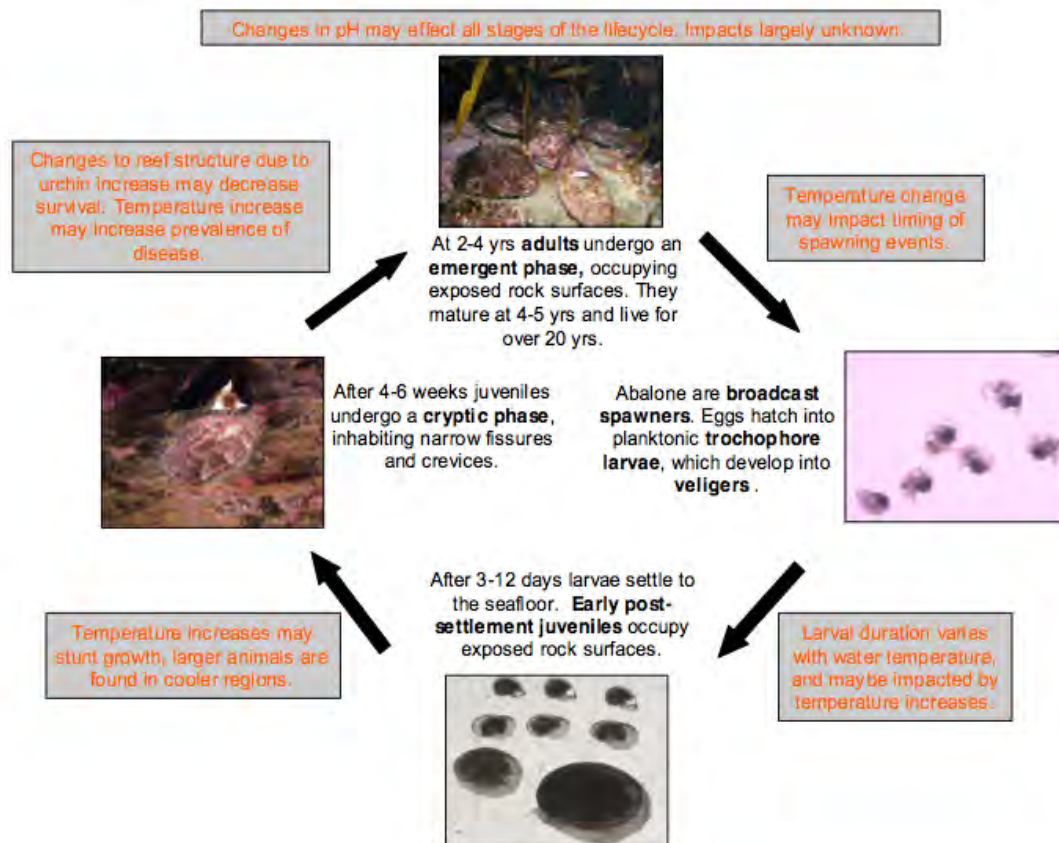 Changes in pH may effect all stages of the lifecycle. Impacts largely unknown.
Changes to reef structure due to
urchin increase may decrease
survival. Temperature increase
may increase prevalence of
disease.
Temperature change
may impact timing of
spawning events.
At 2-4 yrs adults undergo an
emergent phase, occupying
exposed rock surfaces. They
mature at 4-5 yrs and live for
over 20 yrs.
After 4-6 weeks juveniles
undergo a cryptic phase,
inhabiting narrow fissures
and crevices.
Abalone are broadcast
spawners. Eggs hatch into
planktonic trochophore
larvae, which develop into
veligers .
After 3-12 days larvae settle to
the seafloor. Early post-
settlement juveniles occupy
exposed rock surfaces.
Temperature increases may
stunt growth, larger animals are
found in cooler regions.
Larval duration varies
with water temperature,
and maybe impacted by
temperature increases.